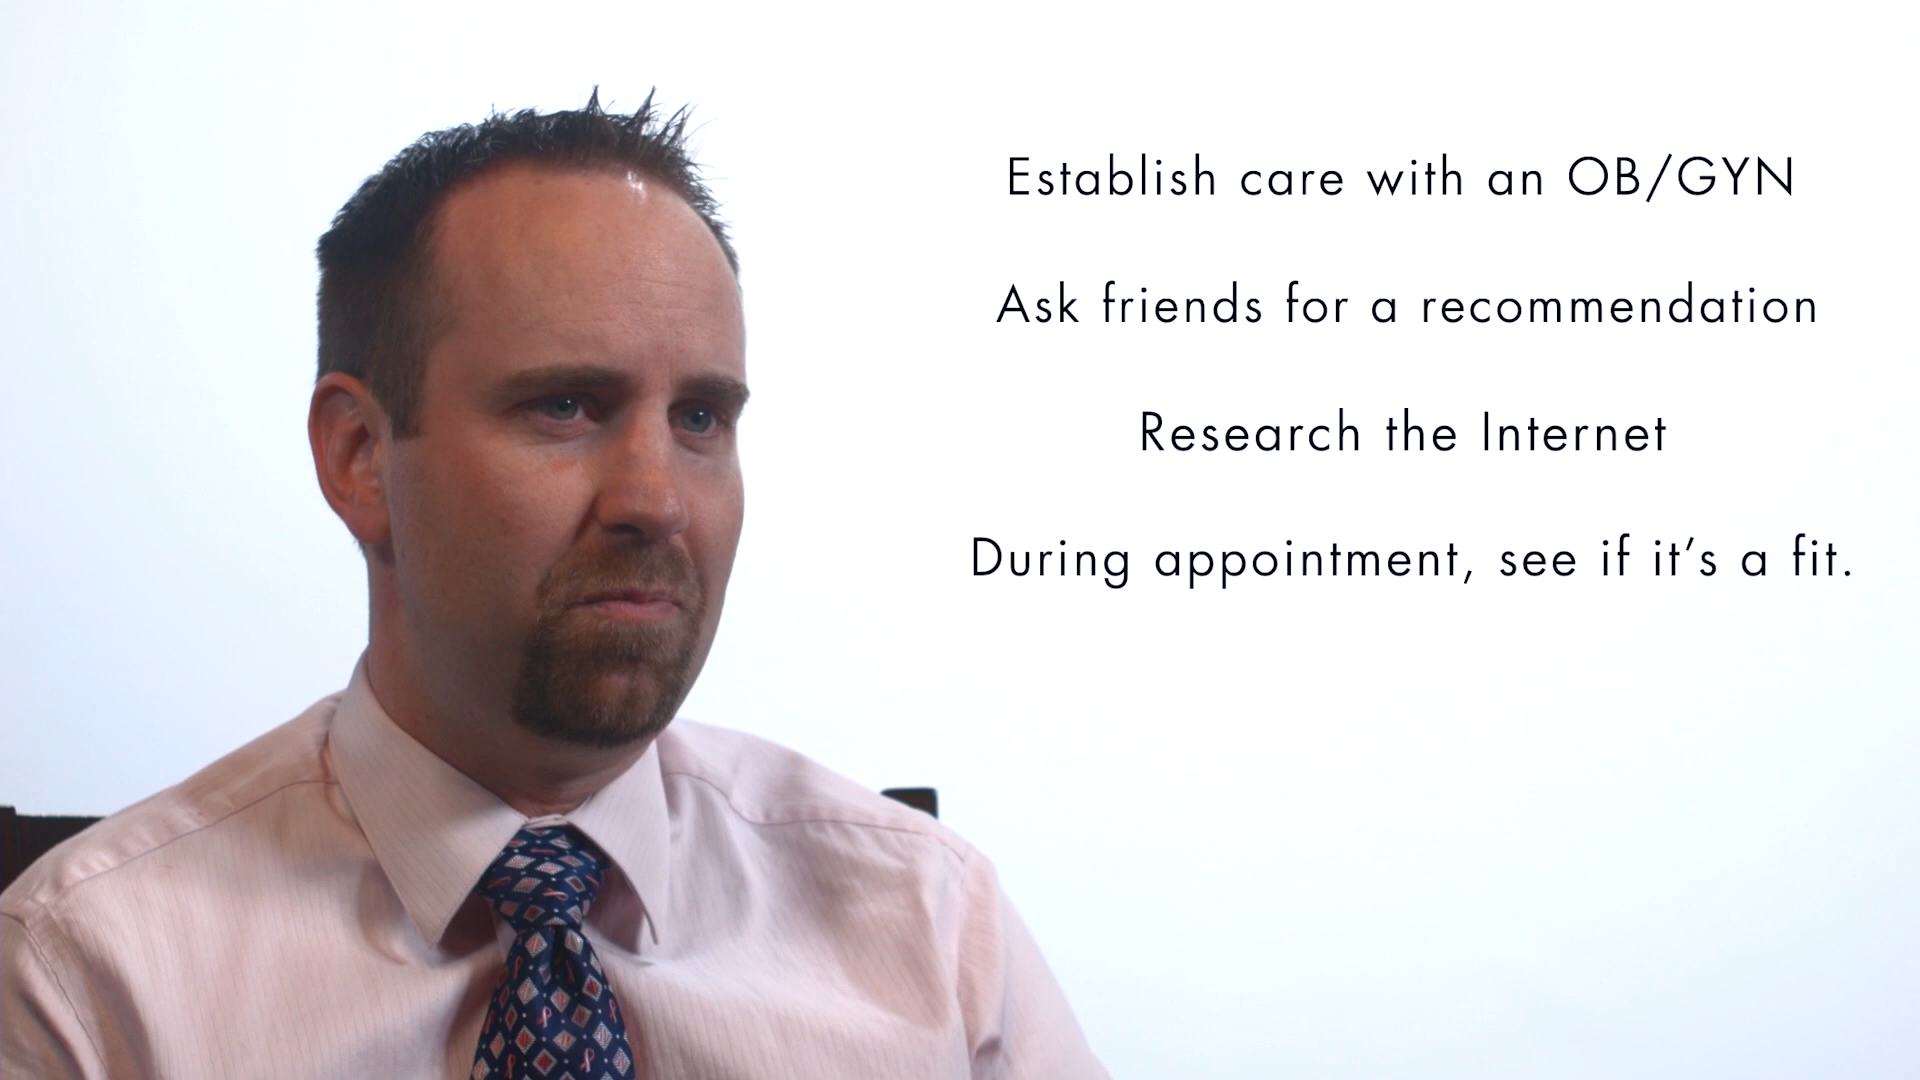 Establish care with an OB/GYN
Ask friends for a recommendation
Research the Internet
During appointment, see if it’s a fit.